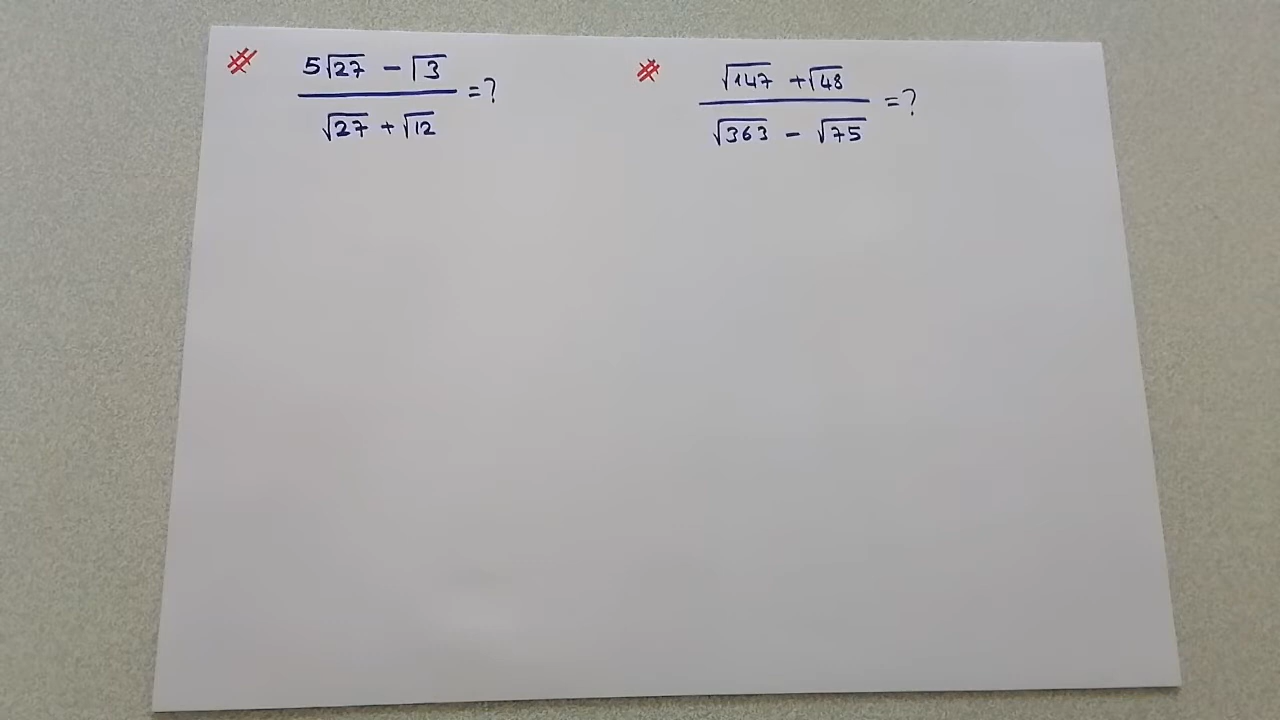 # (5√27 - √3) / (√27 + √12) = ?
# (√147 + √48) / (√363 - √75) = ?